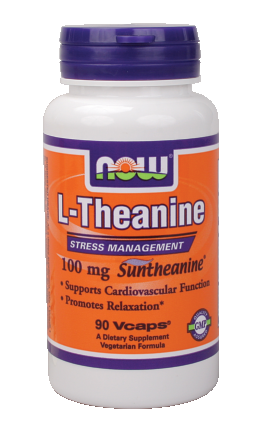 NOW
L-Theanine
STRESS MANAGEMENT
100 mg Suntheanine®
• Supports Cardiovascular Function
• Promotes Relaxation*
90 Vcaps®
A Dietary Supplement
Vegetarian Formula
GMP